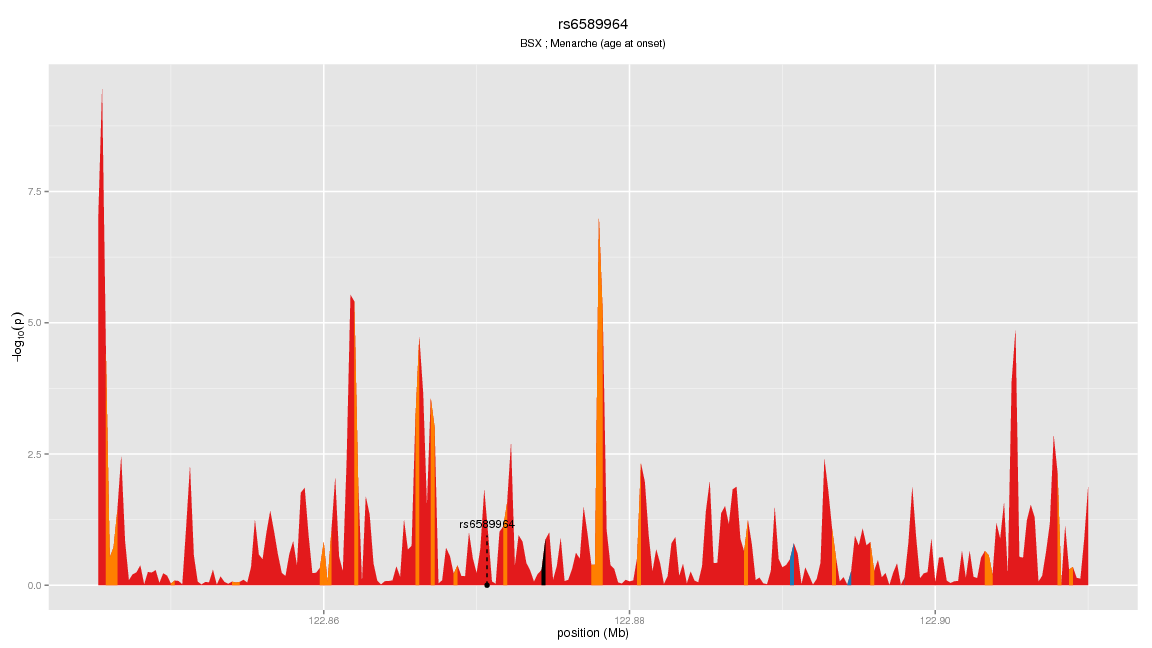 rs6589964
BSX ; Menarche (age at onset)
7.5
5.0
2.5
0.0
−log10(p)
rs6589964
122.86
122.88
122.90
position (Mb)